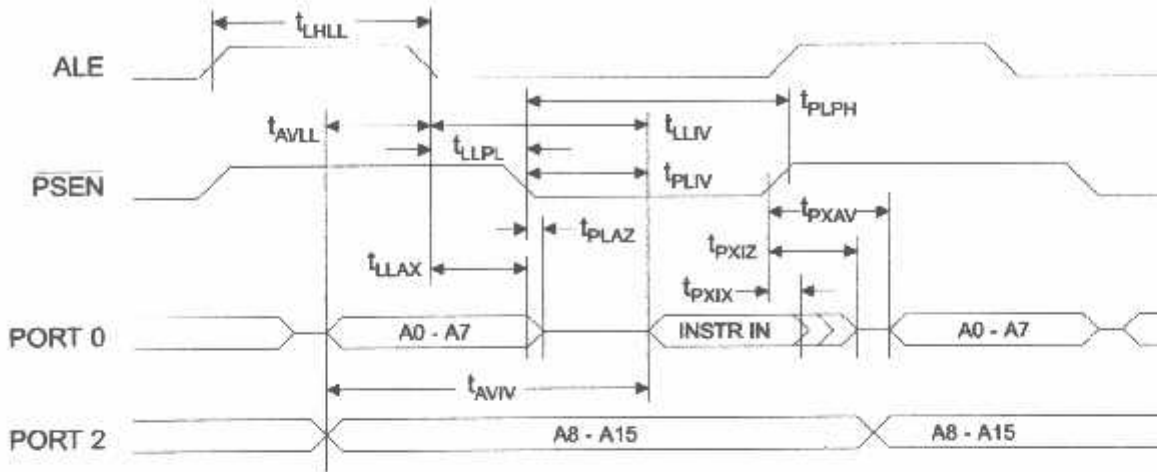 tLHLL
ALE
tPLPH
tAVLL
tLLIV
tLLPL
PSEN
tPLIV
tPXAV
tPLAZ
tPXIZ
tLLAX
tPXIX
PORT 0
A0 - A7
INSTR IN
A0 - A7
tAVIV
PORT 2
A8 - A15
A8 - A15